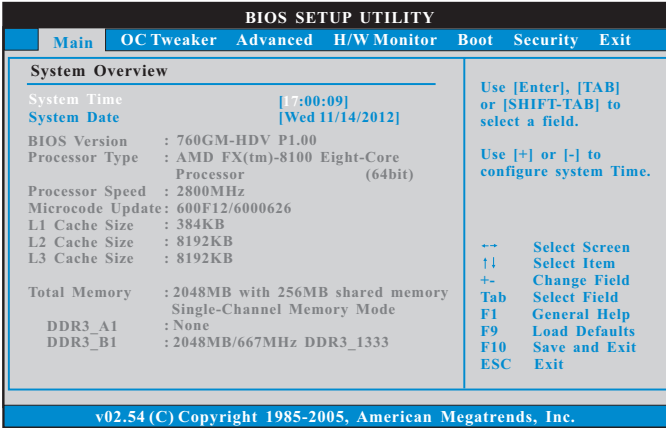 BIOS SETUP UTILITY
Main OC Tweaker Advanced H/W Monitor Boot Security Exit
System Overview
System Time [17:00:09]
System Date [Wed 11/14/2012]
BIOS Version : 760GM-HDV P1.00
Processor Type : AMD FX(tm)-8100 Eight-Core
Processor (64bit)
Processor Speed : 2800MHz
Microcode Update : 600F12/6000626
L1 Cache Size : 384KB
L2 Cache Size : 8192KB
L3 Cache Size : 8192KB
Total Memory : 2048MB with 256MB shared memory
Single-Channel Memory Mode
DDR3_A1 : None
DDR3_B1 : 2048MB/667MHz DDR3_1333
Use [Enter], [TAB]
or [SHIFT-TAB] to
select a field.
Use [+] or [-] to
configure system Time.
←→ Select Screen
↑↓ Select Item
+- Change Field
Tab Select Field
F1 General Help
F9 Load Defaults
F10 Save and Exit
ESC Exit
v02.54 (C) Copyright 1985-2005, American Megatrends, Inc.